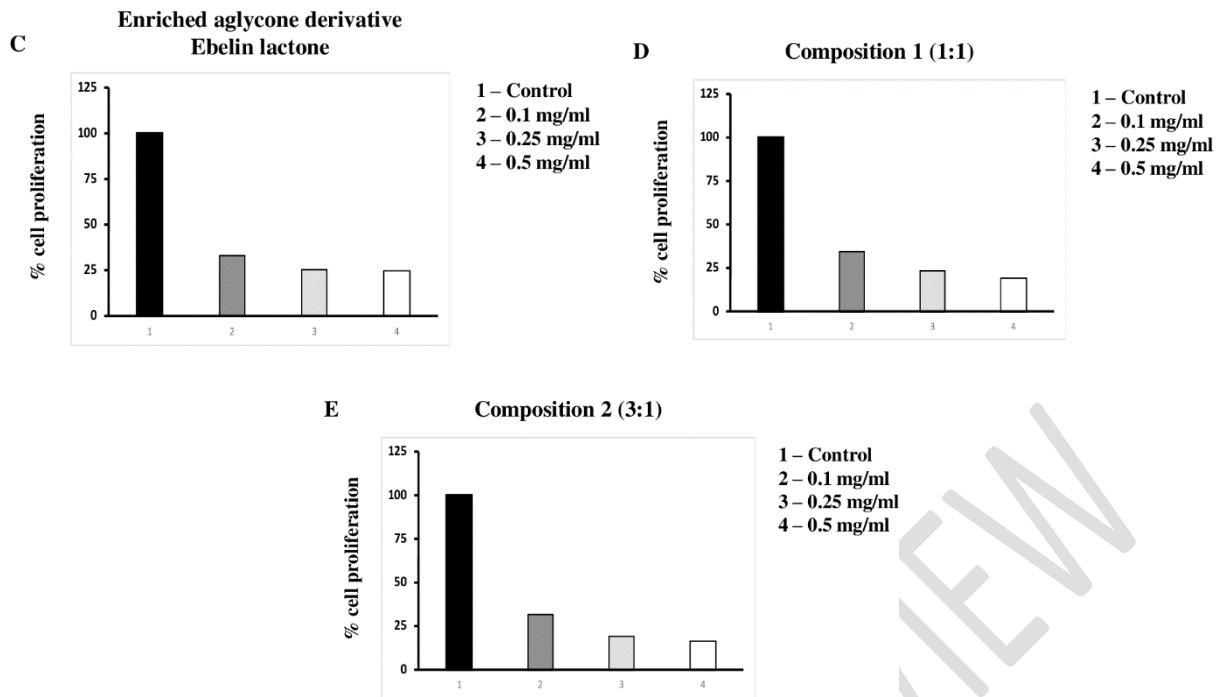 C
Enriched aglycone derivative
Ebelin lactone
% cell proliferation
125
100
75
50
25
0
1
2
3
4
1 – Control
2 – 0.1 mg/ml
3 – 0.25 mg/ml
4 – 0.5 mg/ml
D
Composition 1 (1:1)
% cell proliferation
125
100
75
50
25
0
1
2
3
4
1 – Control
2 – 0.1 mg/ml
3 – 0.25 mg/ml
4 – 0.5 mg/ml
E
Composition 2 (3:1)
% cell proliferation
125
100
75
50
25
0
1
2
3
4
1 – Control
2 – 0.1 mg/ml
3 – 0.25 mg/ml
4 – 0.5 mg/ml
IEW